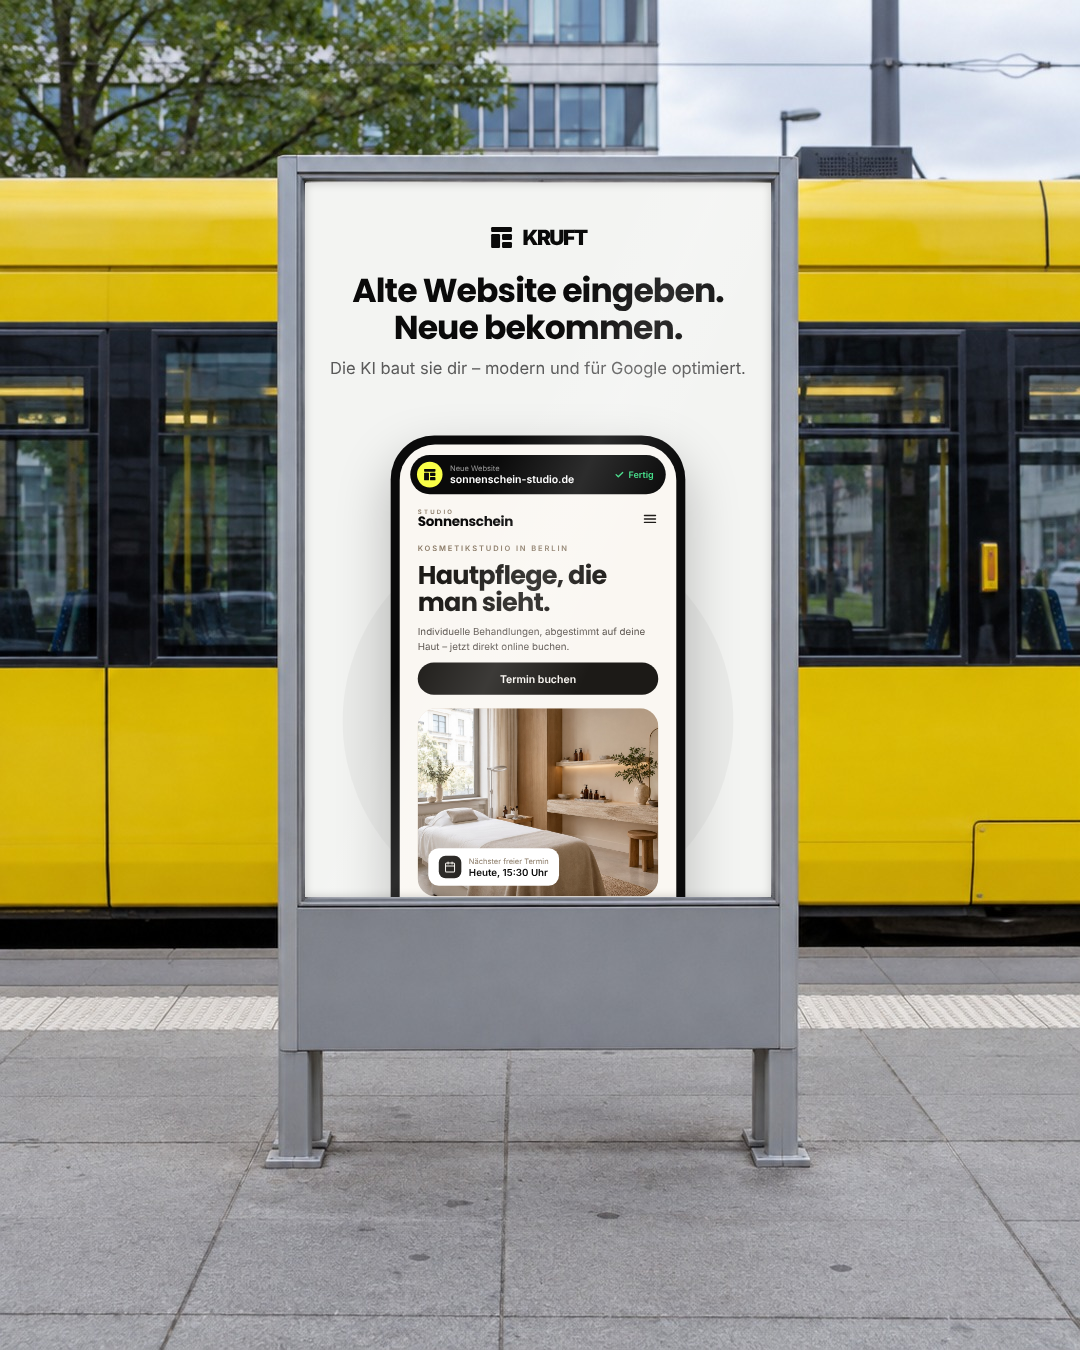 KRUFT
Alte Website eingeben.
Neue bekommen.
Die KI baut sie dir – modern und für Google optimiert.
Neue Website
sonnenschein-studio.de
Fertig
STUDIO
Sonnenschein
KOSMETIKSTUDIO IN BERLIN
Hautpflege, die
man sieht.
Individuelle Behandlungen, abgestimmt auf deine
Haut – jetzt direkt online buchen.
Termin buchen
Nächster freier Termin
Heute, 15:30 Uhr